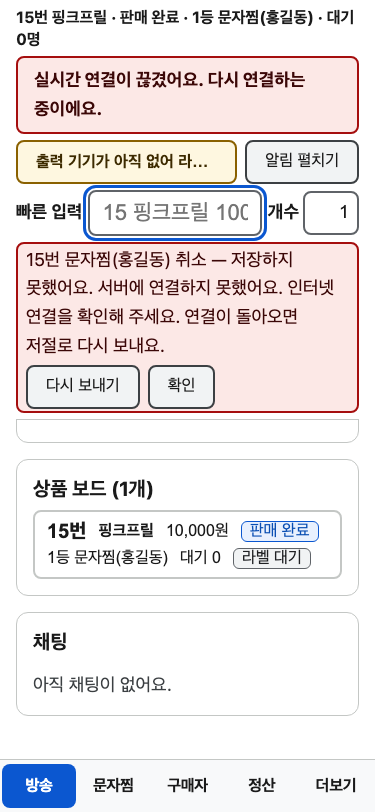 15번 핑크프릴 · 판매 완료 · 1등 문자찜(홍길동) · 대기
0명
실시간 연결이 끊겼어요. 다시 연결하는
중이에요.
출력 기기가 아직 없어 라... 알림 펼치기
빠른 입력 15 핑크프릴 100 개수 1
15번 문자찜(홍길동) 취소 — 저장하지
못했어요. 서버에 연결하지 못했어요. 인터넷
연결을 확인해 주세요. 연결이 돌아오면
저절로 다시 보내요.
다시 보내기 확인
상품 보드 (1개)
15번 핑크프릴 10,000원 판매 완료
1등 문자찜(홍길동) 대기 0 라벨 대기
채팅
아직 채팅이 없어요.
방송 문자찜 구매자 정산 더보기